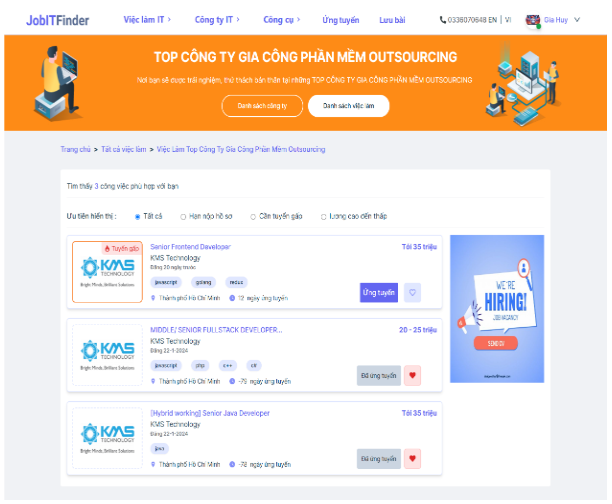 JobITFinder
Việc làm IT >
Công ty IT >
Công cụ >
Ứng tuyển
Lưu bài
0336070648 EN | VI
Gia Huy
TOP CÔNG TY GIA CÔNG PHẦN MỀM OUTSOURCING
Nơi bạn sẽ được trải nghiệm, thử thách bản thân tại những TOP CÔNG TY GIA CÔNG PHẦN MỀM OUTSOURCING
Danh sách công ty
Danh sách việc làm
Trang chủ > Tất cả việc làm > Việc Làm Top Công Ty Gia Công Phần Mềm Outsourcing
Tìm thấy 3 công việc phù hợp với bạn
Ưu tiên hiển thị :
Tất cả
Hạn nộp hồ sơ
Cần tuyển gấp
Lương cao đến thấp
Tuyển gấp
KMS
TECHNOLOGY
Bright Minds, Brilliant Solutions
Senior Frontend Developer
Tới 35 triệu
KMS Technology
Đăng 20 ngày trước
javascript
golang
redux
Thành phố Hồ Chí Minh
12 ngày ứng tuyển
Ứng tuyển
KMS
TECHNOLOGY
Bright Minds, Brilliant Solutions
MIDDLE/ SENIOR FULLSTACK DEVELOPER...
20 - 25 triệu
KMS Technology
Đăng 22-1-2024
javascript
php
c++
c#
Thành phố Hồ Chí Minh
-75 ngày ứng tuyển
Đã ứng tuyển
KMS
TECHNOLOGY
Bright Minds, Brilliant Solutions
[Hybrid working] Senior Java Developer
Tới 35 triệu
KMS Technology
Đăng 22-1-2024
java
Thành phố Hồ Chí Minh
-72 ngày ứng tuyển
Đã ứng tuyển
WE'RE
HIRING!
JOB VACANCY
SEND CV